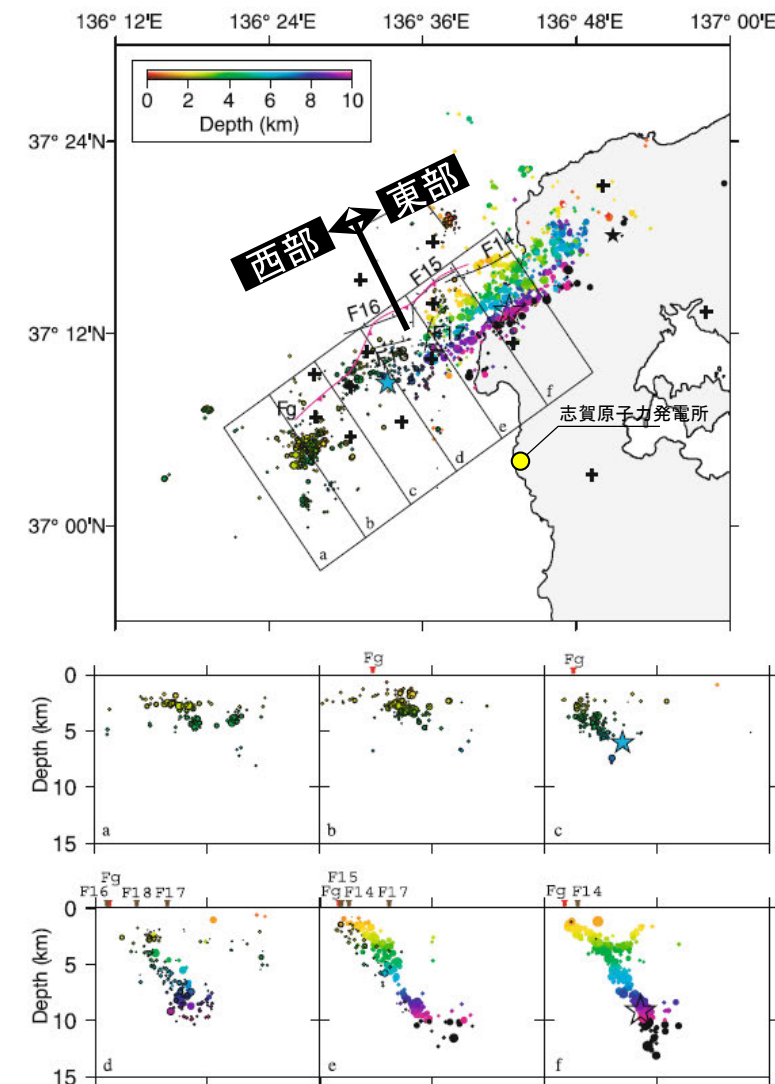 136° 12'E 136° 24'E 136° 36'E 136° 48'E 137° 00'E
0 2 4 6 8 10
Depth (km)
37° 24'N
東部
西部
F14
F15
F16
37° 12'N
F17
F18
Fg
f
志賀原子力発電所
e
d
c
37° 00'N
b
a
Fg Fg
0
5
10
15
Depth (km)
a b c
Fg F15
F16 F18 F17 Fg F14 F17 Fg F14
0
5
10
15
Depth (km)
d e f